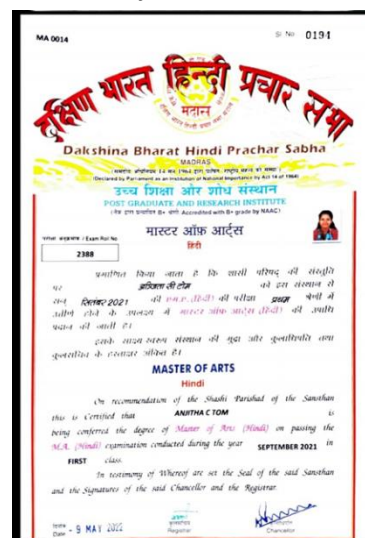 MA 0014
Sl. No. 0194
दक्षिण भारत हिन्दी प्रचार सभा
मद्रास
Dakshina Bharat Hindi Prachar Sabha
MADRAS
(Declared by Parliament as an Institution of National Importance by Act 14 of 1964)
उच्च शिक्षा और शोध संस्थान
POST GRADUATE AND RESEARCH INSTITUTE
(नेक द्वारा प्रत्यायित B+ श्रेणी Accredited with B+ grade by NAAC)
मास्टर ऑफ़ आर्ट्स
हिंदी
परीक्षा अनुक्रमांक / Exam Roll No
2388
प्रमाणित किया जाता है कि शासी परिषद् की संस्तुति
पर सी टोम को इस संस्थान से
सन् सितंबर 2021 की एम.ए. (हिंदी) की परीक्षा प्रथम श्रेणी में
उत्तीर्ण होने के उपलक्ष्य में मास्टर ऑफ़ आर्ट्स (हिंदी) की उपाधि
प्रदान की जाती है।
इसके साक्ष्य स्वरूप संस्थान की मुद्रा और कुलाधिपति तथा
कुलसचिव के हस्ताक्षर अंकित हैं।
MASTER OF ARTS
Hindi
On recommendation of the Shashi Parishad of the Sansthan
this is Certified that ANJITHA C TOM is
being conferred the degree of Master of Arts (Hindi) on passing the
M.A. (Hindi) examination conducted during the year SEPTEMBER 2021 in
FIRST class.
In testimony of Whereof are set the Seal of the said Sansthan
and the Signatures of the said Chancellor and the Registrar.
Date - 9 MAY 2022
कुलसचिव
Registrar
कुलाधिपति
Chancellor